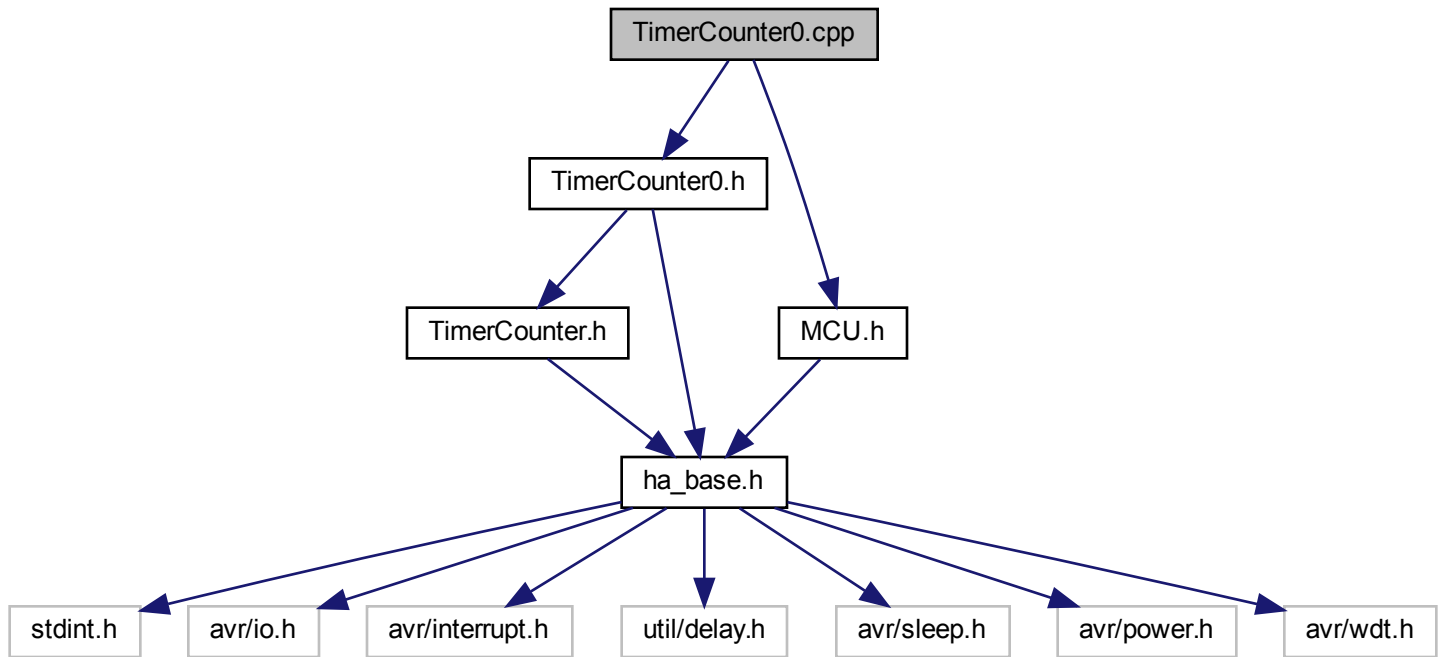 TimerCounter0.cpp
TimerCounter0.h
TimerCounter.h
MCU.h
ha_base.h
stdint.h
avr/io.h
avr/interrupt.h
util/delay.h
avr/sleep.h
avr/power.h
avr/wdt.h